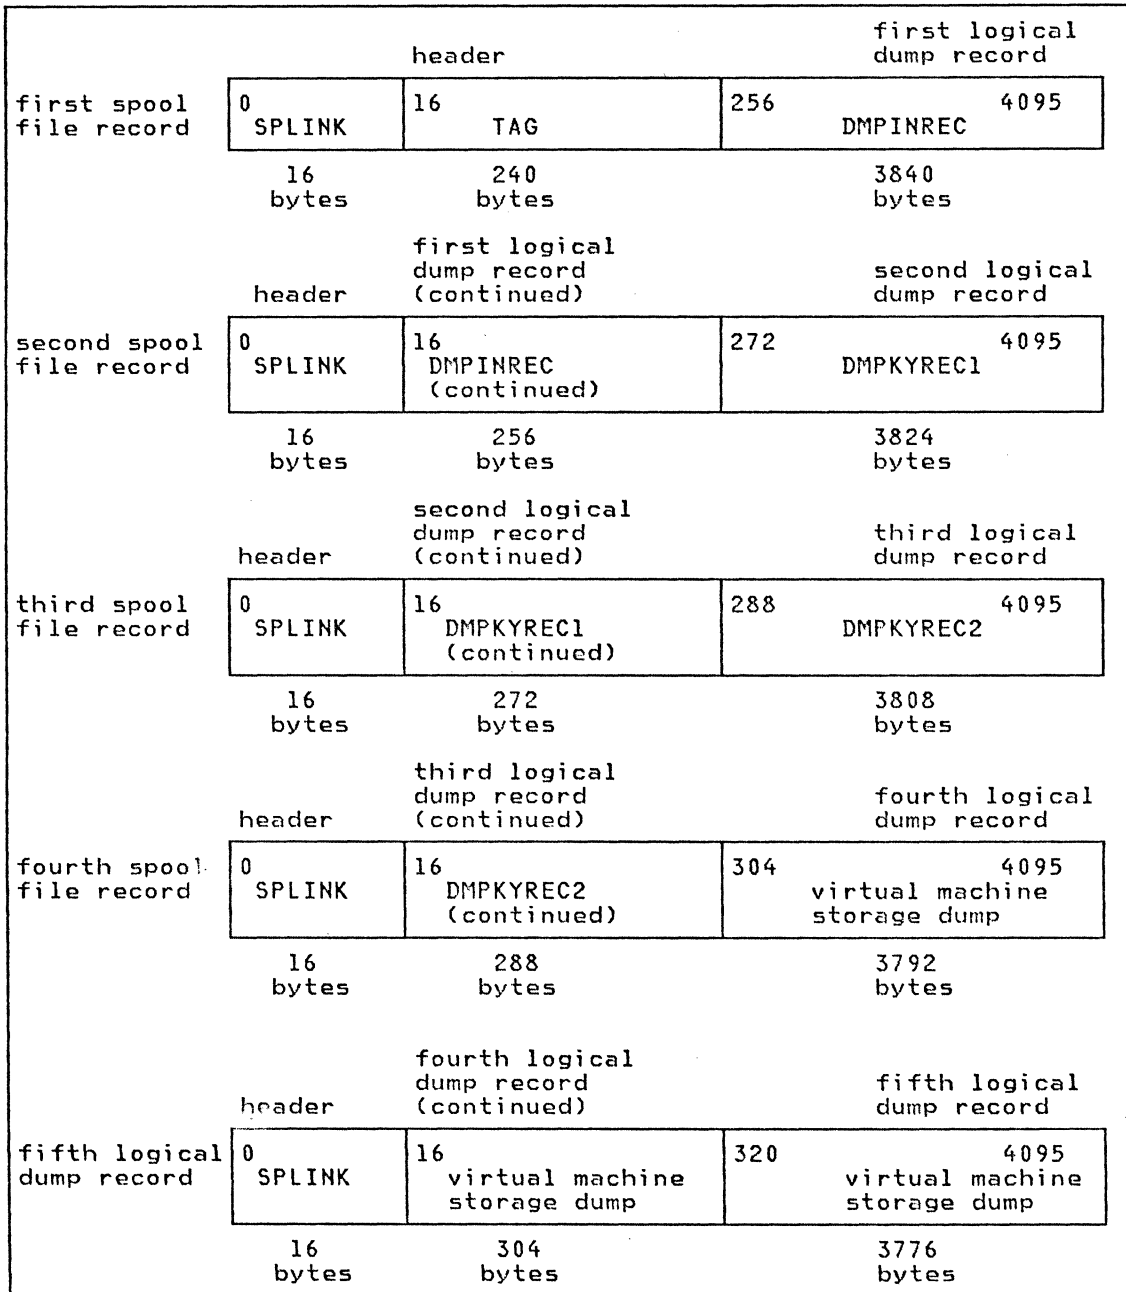 first logical
header dump record
first spool 0 16 256 4095
file record SPLINK TAG DMPINREC
16 240 3840
bytes bytes bytes
first logical
dump record second logical
header (continued) dump record
second spool 0 16 272 4095
file record SPLINK DMPINREC DMPKYREC1
(continued)
16 256 3824
bytes bytes bytes
second logical
dump record third logical
header (continued) dump record
third spool 0 16 288 4095
file record SPLINK DMPKYREC1 DMPKYREC2
(continued)
16 272 3808
bytes bytes bytes
third logical
dump record fourth logical
header (continued) dump record
fourth spool 0 16 304 4095
file record SPLINK DMPKYREC2 virtual machine
(continued) storage dump
16 288 3792
bytes bytes bytes
fourth logical
dump record fifth logical
header (continued) dump record
fifth logical 0 16 320 4095
dump record SPLINK virtual machine virtual machine
storage dump storage dump
16 304 3776
bytes bytes bytes